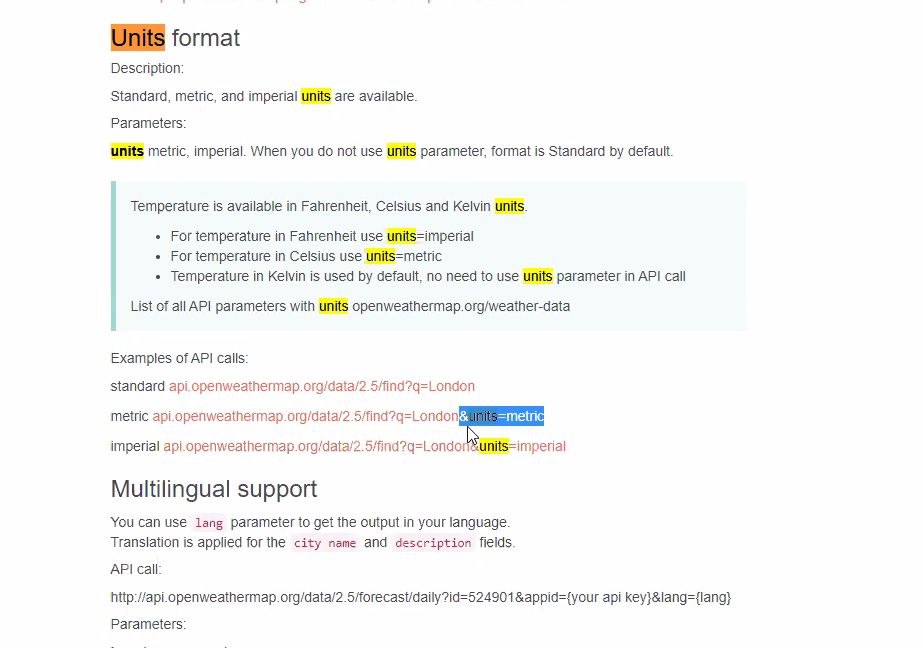 Units format
Description:
Standard, metric, and imperial units are available.
Parameters:
units metric, imperial. When you do not use units parameter, format is Standard by default.
Temperature is available in Fahrenheit, Celsius and Kelvin units.
• For temperature in Fahrenheit use units=imperial
• For temperature in Celsius use units=metric
• Temperature in Kelvin is used by default, no need to use units parameter in API call
List of all API parameters with units openweathermap.org/weather-data
Examples of API calls:
standard api.openweathermap.org/data/2.5/find?q=London
metric api.openweathermap.org/data/2.5/find?q=London&units=metric
imperial api.openweathermap.org/data/2.5/find?q=London&units=imperial
Multilingual support
You can use lang parameter to get the output in your language.
Translation is applied for the city name and description fields.
API call:
http://api.openweathermap.org/data/2.5/forecast/daily?id=524901&appid={your api key}&lang={lang}
Parameters: